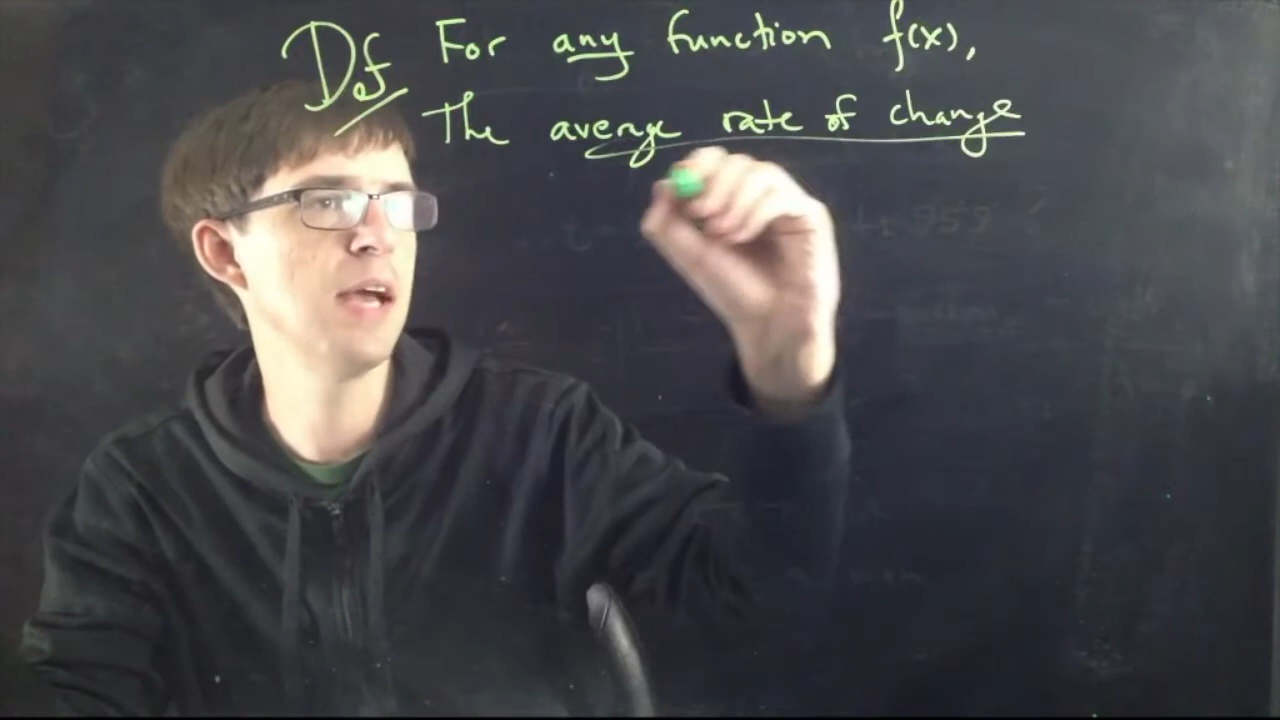 Def For any function f(x),
The average rate of change